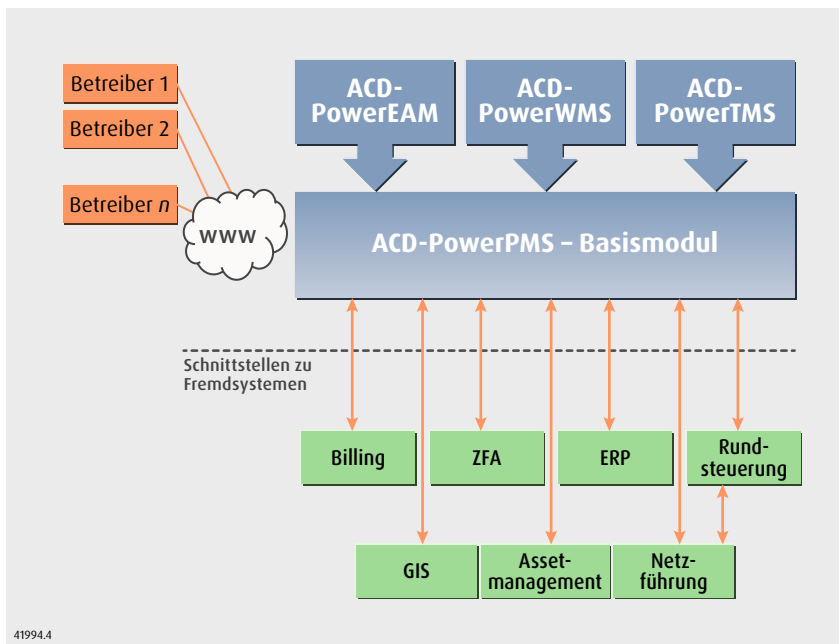 Betreiber 1
Betreiber 2
Betreiber n
www
ACD-
PowerEAM
ACD-
PowerWMS
ACD-
PowerTMS
ACD-PowerPMS – Basismodul
Schnittstellen zu
Fremdsystemen
Billing
ZFA
ERP
Rund-
steuerung
GIS
Asset-
management
Netz-
führung
41994.4